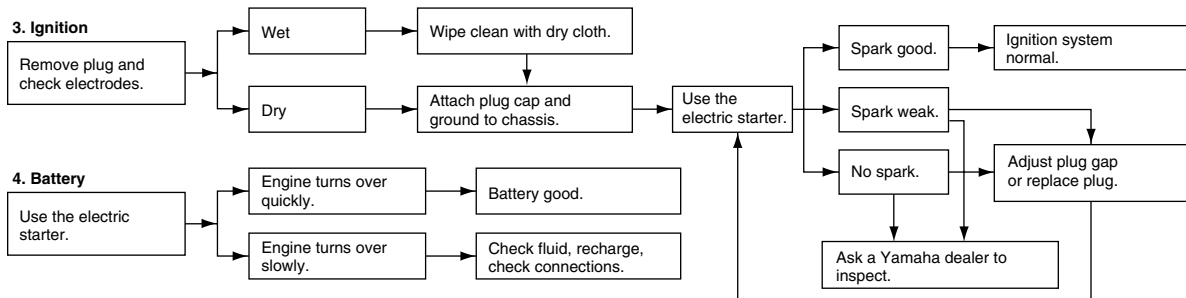 3. Ignition
Remove plug and
check electrodes.
Wet
Wipe clean with dry cloth.
Dry
Attach plug cap and
ground to chassis.
Use the
electric starter.
Spark good.
Ignition system
normal.
Spark weak.
No spark.
Adjust plug gap
or replace plug.
Ask a Yamaha dealer to
inspect.
4. Battery
Use the electric
starter.
Engine turns over
quickly.
Battery good.
Engine turns over
slowly.
Check fluid, recharge,
check connections.